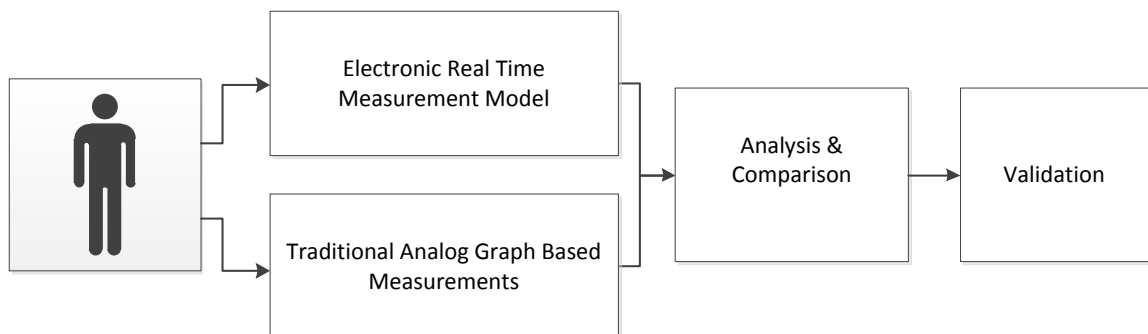 Electronic Real Time
Measurement Model
Traditional Analog Graph Based
Measurements
Analysis &
Comparison
Validation